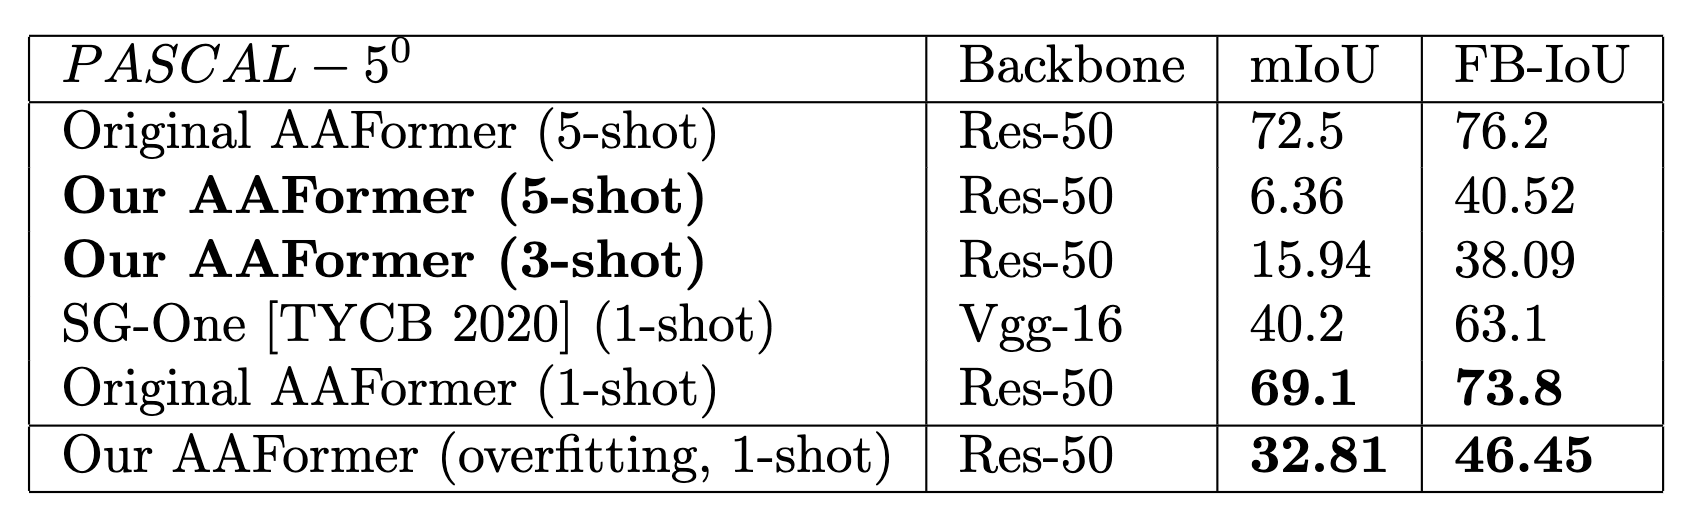 PASCAL − 5⁰ Backbone mIoU FB-IoU
Original AAFormer (5-shot) Res-50 72.5 76.2
Our AAFormer (5-shot) Res-50 6.36 40.52
Our AAFormer (3-shot) Res-50 15.94 38.09
SG-One [TYCB 2020] (1-shot) Vgg-16 40.2 63.1
Original AAFormer (1-shot) Res-50 69.1 73.8
Our AAFormer (overfitting, 1-shot) Res-50 32.81 46.45